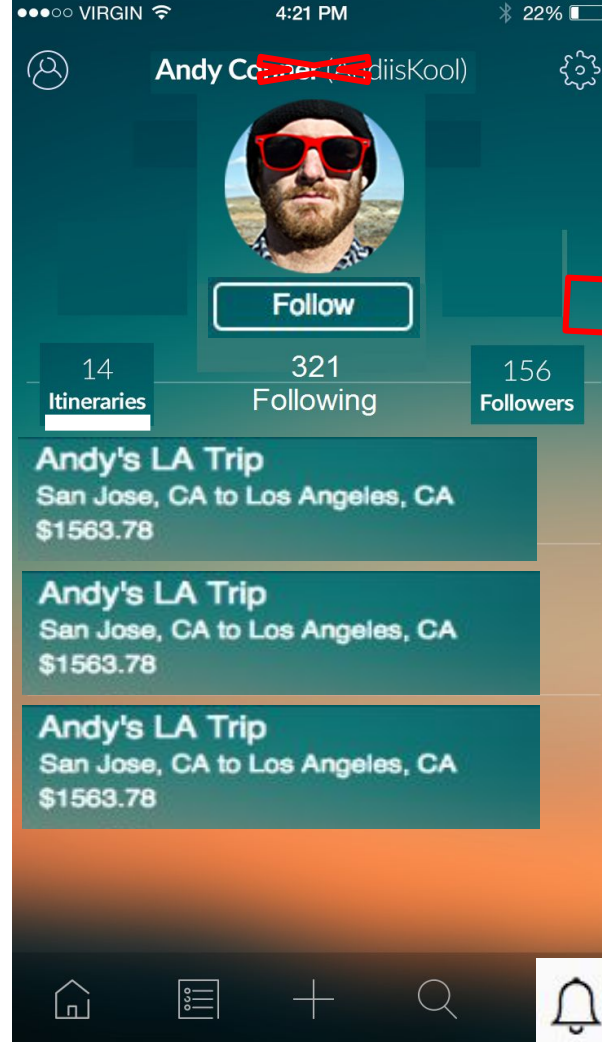 VIRGIN 4:21 PM 22%
Andy (AndiisKool)
Follow
14
Itineraries
321
Following
156
Followers
Andy's LA Trip
San Jose, CA to Los Angeles, CA
$1563.78
Andy's LA Trip
San Jose, CA to Los Angeles, CA
$1563.78
Andy's LA Trip
San Jose, CA to Los Angeles, CA
$1563.78